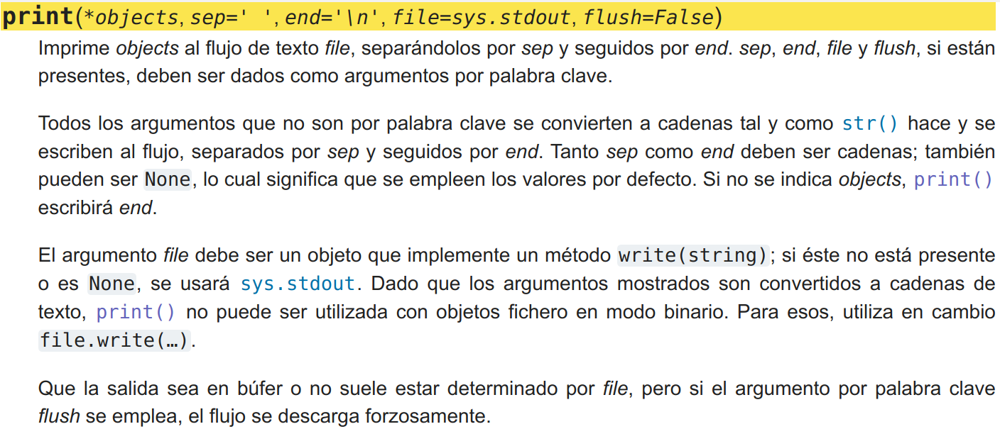 print(*objects, sep=' ', end='\n', file=sys.stdout, flush=False)
Imprime objects al flujo de texto file, separándolos por sep y seguidos por end. sep, end, file y flush, si están
presentes, deben ser dados como argumentos por palabra clave.
Todos los argumentos que no son por palabra clave se convierten a cadenas tal y como str() hace y se
escriben al flujo, separados por sep y seguidos por end. Tanto sep como end deben ser cadenas; también
pueden ser None, lo cual significa que se empleen los valores por defecto. Si no se indica objects, print()
escribirá end.
El argumento file debe ser un objeto que implemente un método write(string); si éste no está presente
o es None, se usará sys.stdout. Dado que los argumentos mostrados son convertidos a cadenas de
texto, print() no puede ser utilizada con objetos fichero en modo binario. Para esos, utiliza en cambio
file.write(…).
Que la salida sea en búfer o no suele estar determinado por file, pero si el argumento por palabra clave
flush se emplea, el flujo se descarga forzosamente.